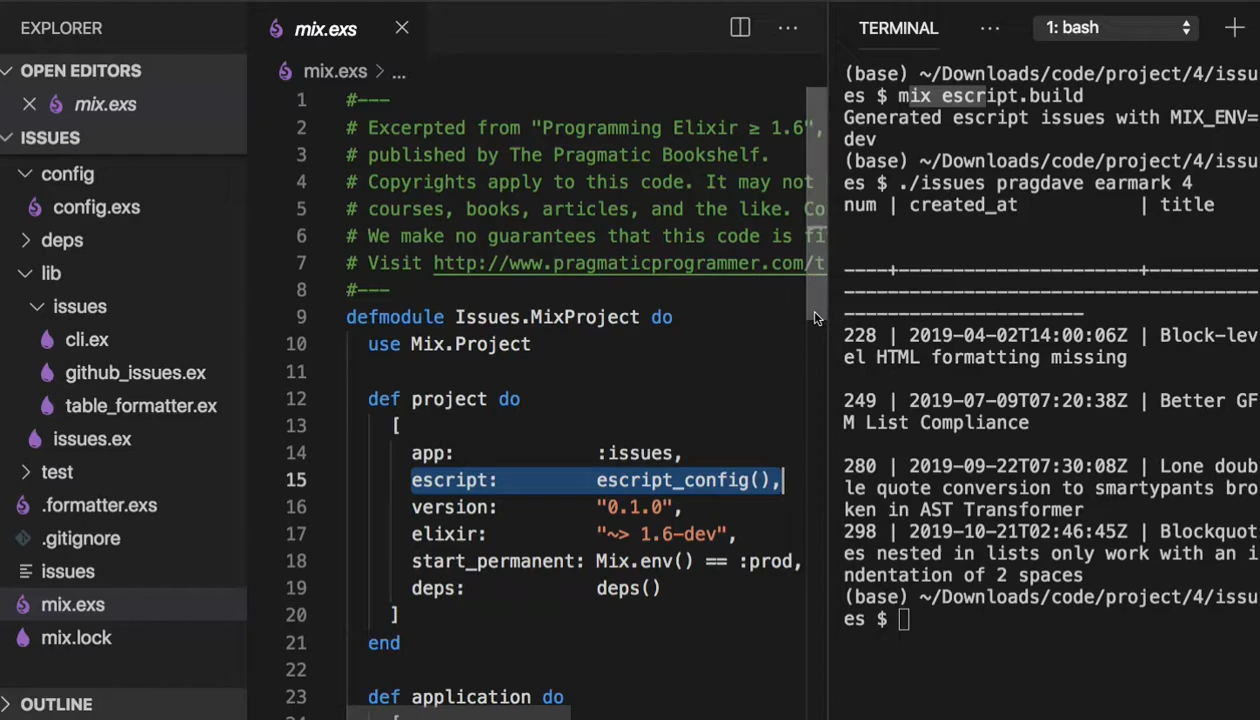 EXPLORER
OPEN EDITORS
mix.exs
ISSUES
config
config.exs
deps
lib
issues
cli.ex
github_issues.ex
table_formatter.ex
issues.ex
test
.formatter.exs
.gitignore
issues
mix.exs
mix.lock
OUTLINE
mix.exs
mix.exs > ...
1 #---
2 # Excerpted from "Programming Elixir ≥ 1.6",
3 # published by The Pragmatic Bookshelf.
4 # Copyrights apply to this code. It may not
5 # courses, books, articles, and the like. Co
6 # We make no guarantees that this code is fi
7 # Visit http://www.pragmaticprogrammer.com/t
8 #---
9 defmodule Issues.MixProject do
10 use Mix.Project
11
12 def project do
13 [
14 app: :issues,
15 escript: escript_config(),
16 version: "0.1.0",
17 elixir: "~> 1.6-dev",
18 start_permanent: Mix.env() == :prod,
19 deps: deps()
20 ]
21 end
22
23 def application do
TERMINAL ... 1: bash
(base) ~/Downloads/code/project/4/issu
es $ mix escript.build
Generated escript issues with MIX_ENV=
dev
(base) ~/Downloads/code/project/4/issu
es $ ./issues pragdave earmark 4
num | created_at | title
----+----------------------+----------
--------------------------------------
----------------------
228 | 2019-04-02T14:00:06Z | Block-lev
el HTML formatting missing
249 | 2019-07-09T07:20:38Z | Better GF
M List Compliance
280 | 2019-09-22T07:30:08Z | Lone doub
le quote conversion to smartypants bro
ken in AST Transformer
298 | 2019-10-21T02:46:45Z | Blockquot
es nested in lists only work with an i
ndentation of 2 spaces
(base) ~/Downloads/code/project/4/issu
es $